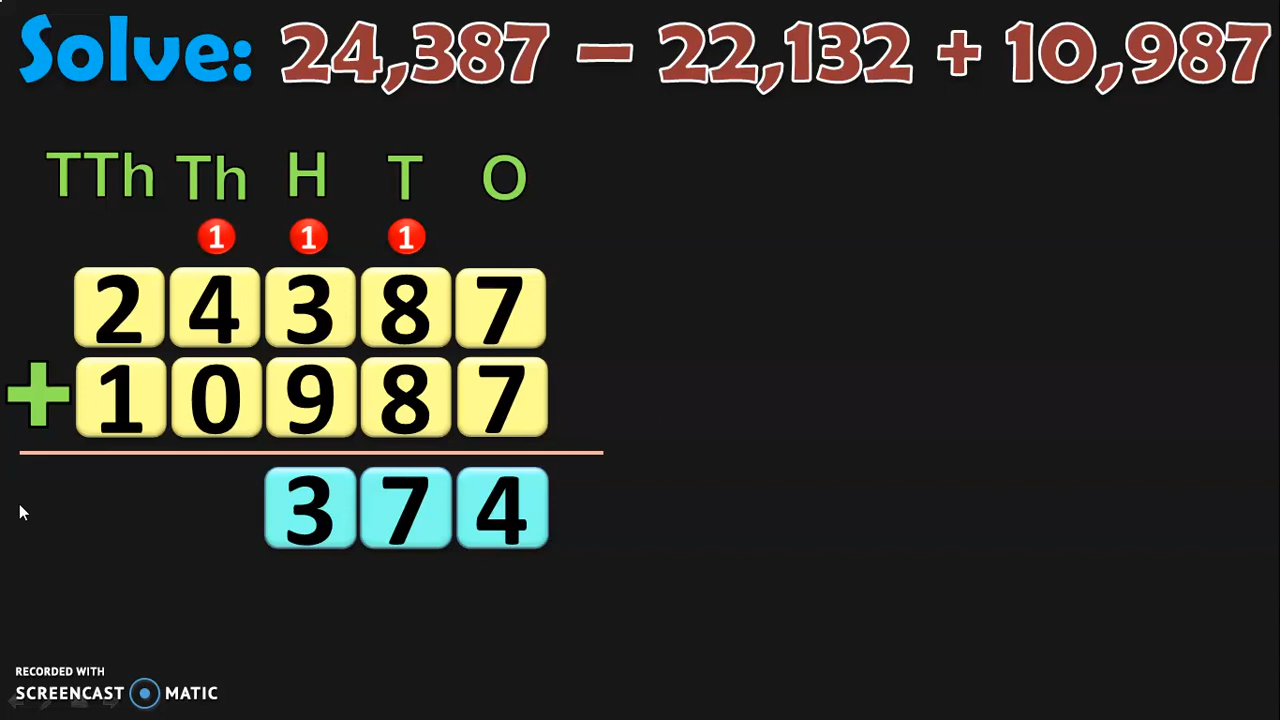 Solve: 24,387 − 22,132 + 10,987
TTh Th H T O
1 1 1
2 4 3 8 7
+ 1 0 9 8 7
3 7 4
RECORDED WITH
SCREENCAST MATIC